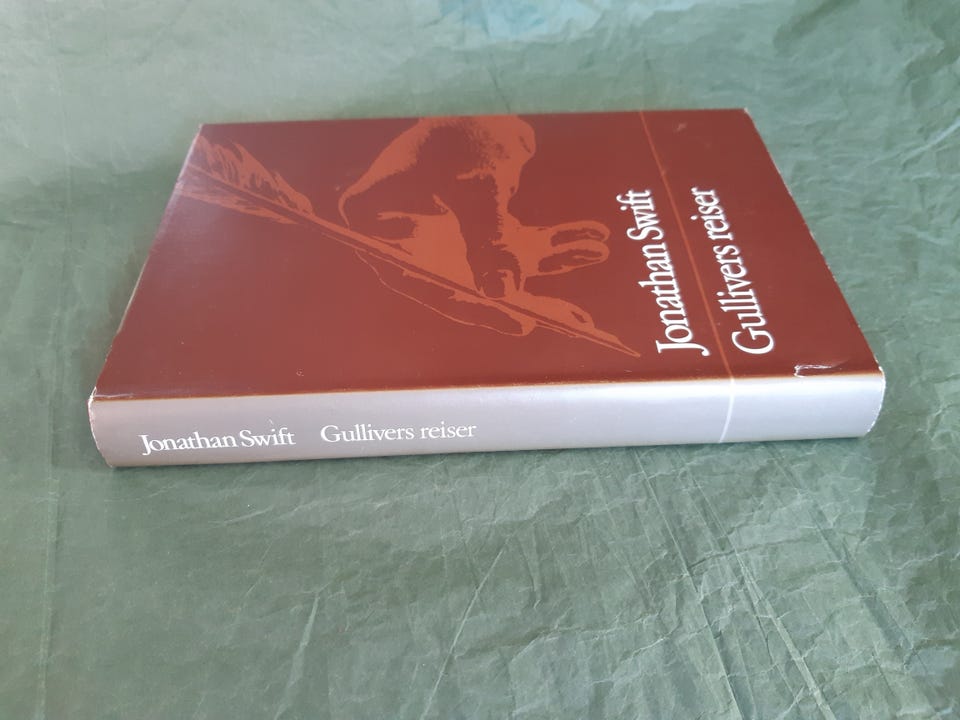 Jonathan Swift
Gullivers reiser
Jonathan Swift Gullivers reiser